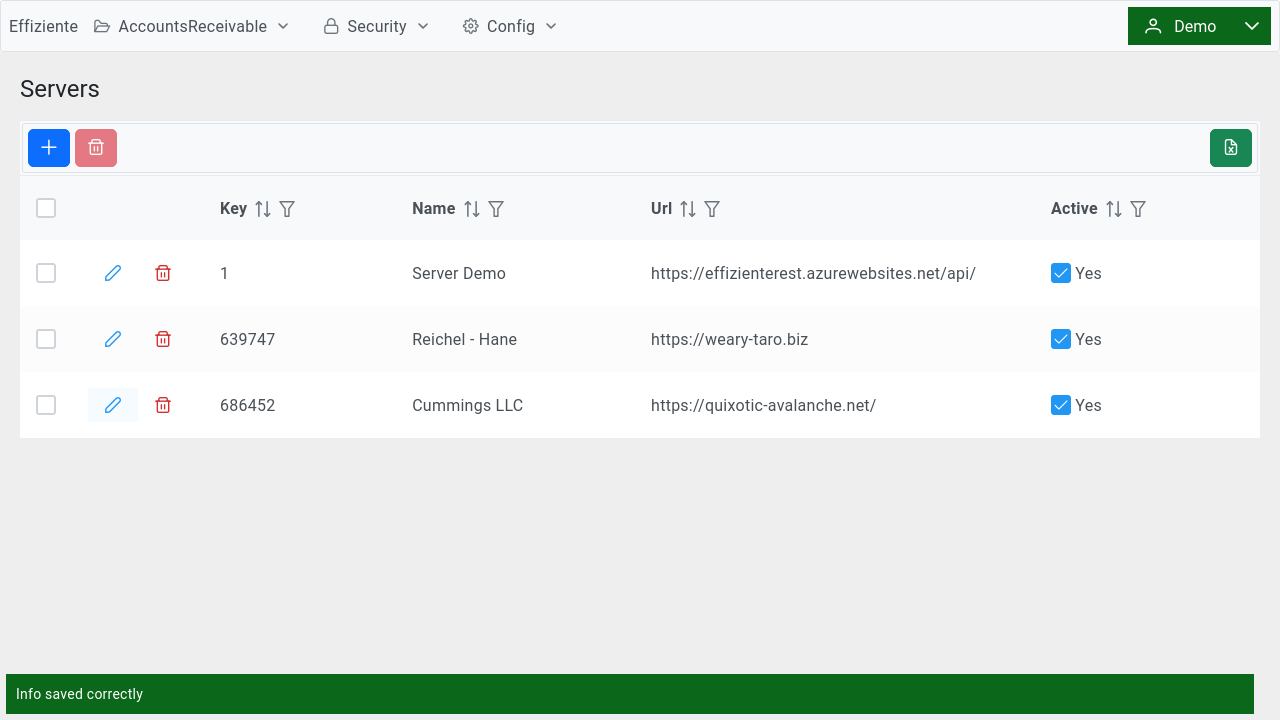 Effiziente AccountsReceivable Security Config Demo
Servers
Key Name Url Active
1 Server Demo https://effizienterest.azurewebsites.net/api/ Yes
639747 Reichel - Hane https://weary-taro.biz Yes
686452 Cummings LLC https://quixotic-avalanche.net/ Yes
Info saved correctly